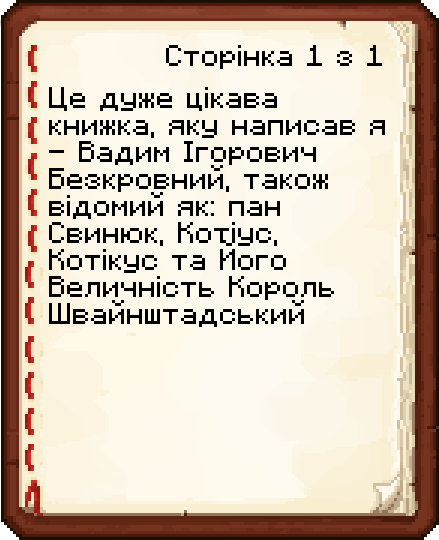 Сторінка 1 з 1
Це дуже цікава
книжка, яку написав я
– Вадим Ігорович
Безкровний, також
відомий як: пан
Свинюк, Котіус,
Котікус та Його
Величність Король
Швайнштадський